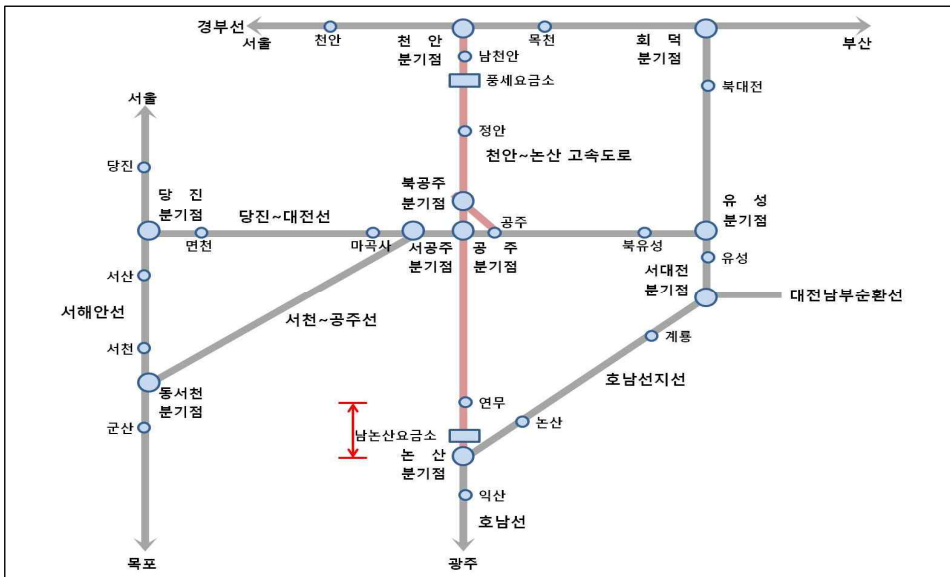 경부선
서울
천안
천 안
분기점
목천
회 덕
분기점
부산
남천안
풍세요금소
북대전
서울
정안
천안~논산 고속도로
당진
당 진
분기점
당진~대전선
북공주
분기점
유 성
분기점
면천
마곡사
서공주
분기점
공 주
분기점
공주
북유성
유성
서산
서대전
분기점
대전남부순환선
서해안선
서천~공주선
계룡
서천
호남선지선
동서천
분기점
연무
논산
군산
남논산요금소
논 산
분기점
익산
호남선
목포
광주